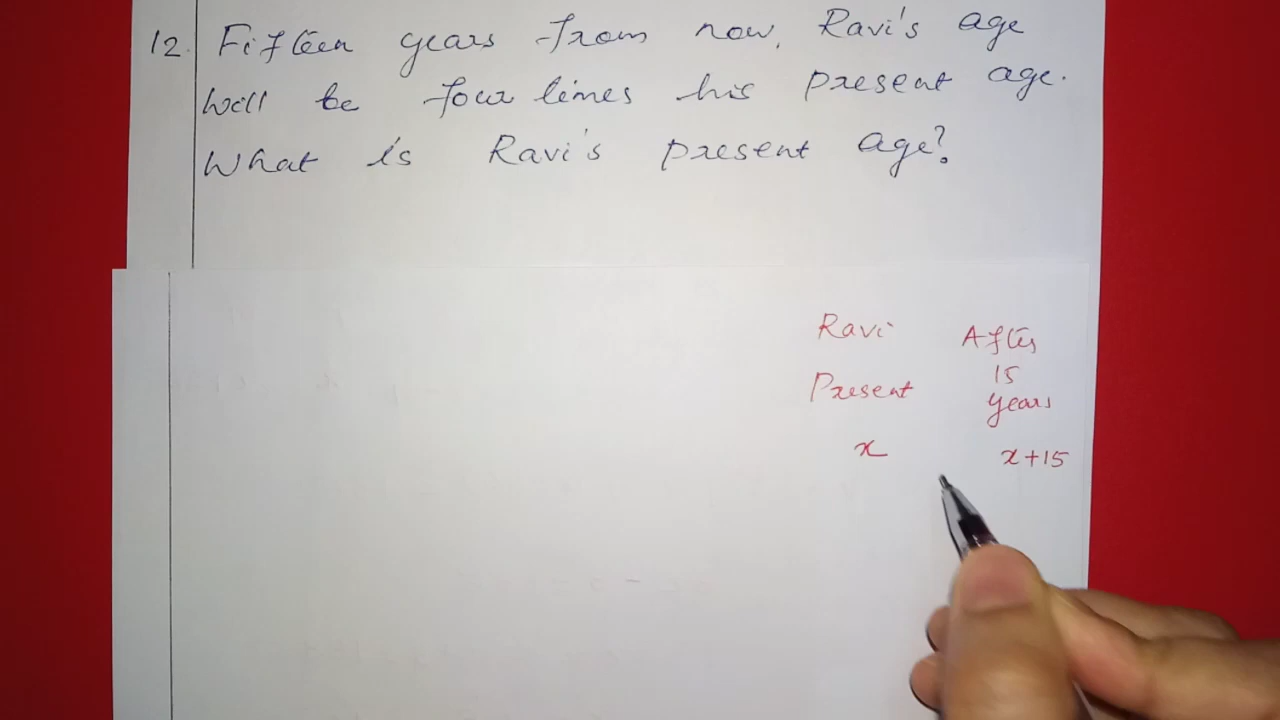 12. Fifteen years from now, Ravi's age
will be four times his present age.
What is Ravi's present age?
Ravi After
Present 15
years
x x+15